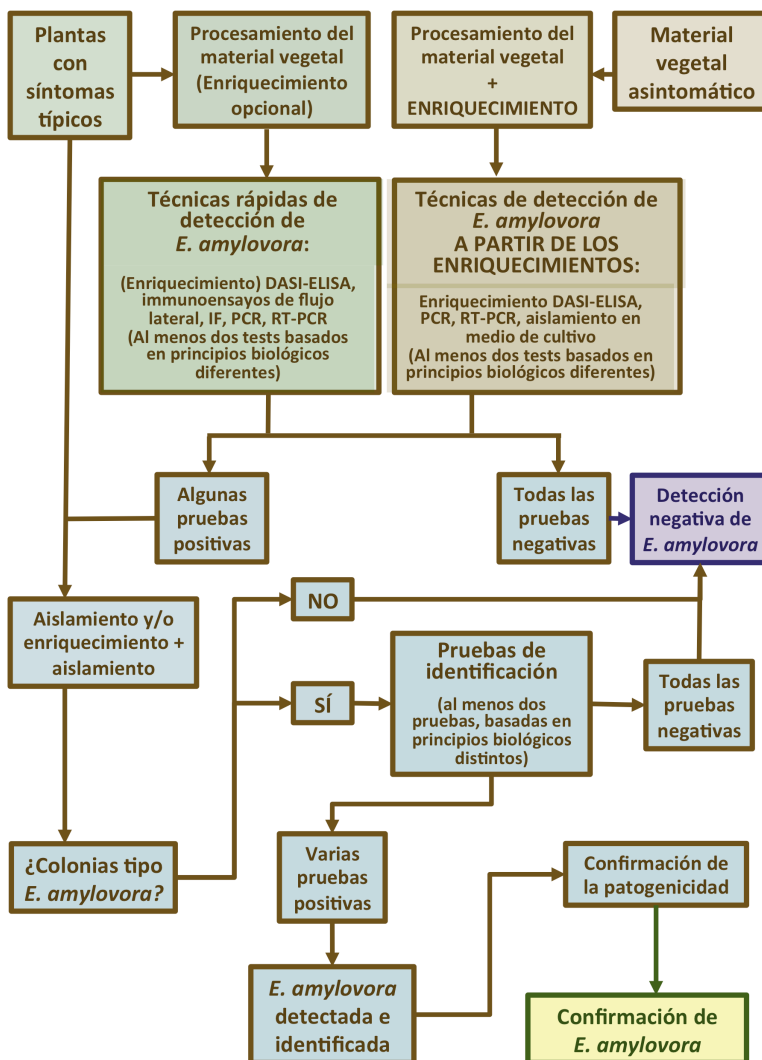 Plantas
con
síntomas
típicos
Procesamiento del
material vegetal
(Enriquecimiento
opcional)
Procesamiento del
material vegetal
+
ENRIQUECIMIENTO
Material
vegetal
asintomático
Técnicas rápidas de
detección de
E. amylovora:
(Enriquecimiento) DASI-ELISA,
immunoensayos de flujo
lateral, IF, PCR, RT-PCR
(Al menos dos tests basados
en principios biológicos
diferentes)
Técnicas de detección de
E. amylovora
A PARTIR DE LOS
ENRIQUECIMIENTOS:
Enriquecimiento DASI-ELISA,
PCR, RT-PCR, aislamiento en
medio de cultivo
(Al menos dos tests basados en
principios biológicos diferentes)
Algunas
pruebas
positivas
Todas las
pruebas
negativas
Detección
negativa de
E. amylovora
Aislamiento y/o
enriquecimiento +
aislamiento
NO
SÍ
Pruebas de
identificación
(al menos dos
pruebas, basadas en
principios biológicos
distintos)
Todas las
pruebas
negativas
¿Colonias tipo
E. amylovora?
Varias
pruebas
positivas
Confirmación de
la patogenicidad
E. amylovora
detectada e
identificada
Confirmación de
E. amylovora